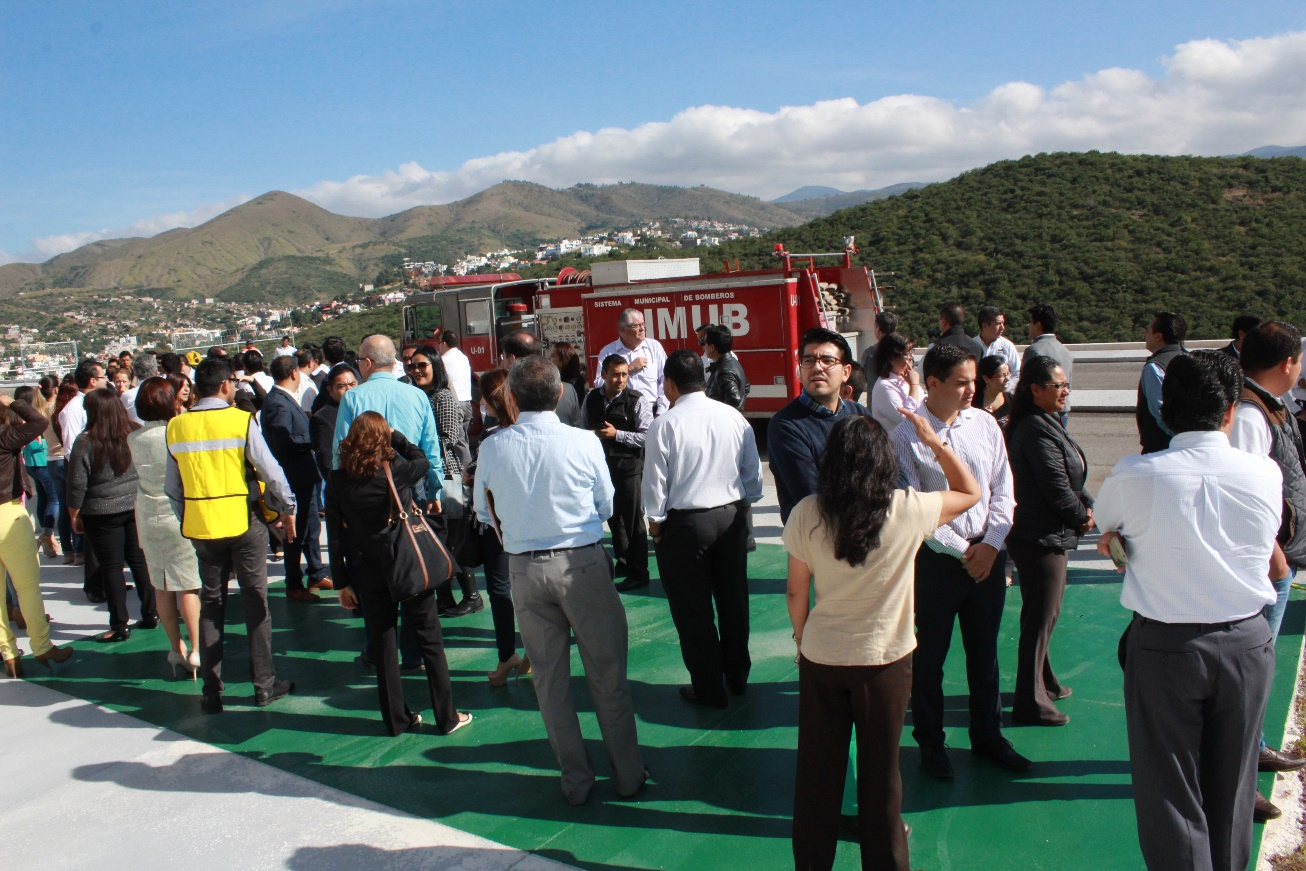 SISTEMA MUNICIPAL DE BOMBEROS
IMUB
U-01